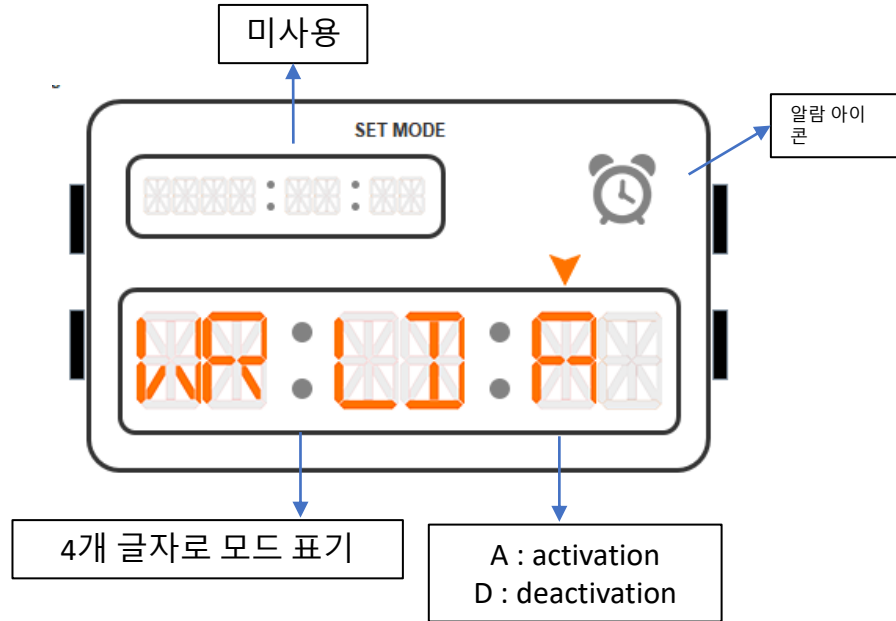 미사용
SET MODE
알람 아이
콘
WR : LD : A
4개 글자로 모드 표기
A : activation
D : deactivation